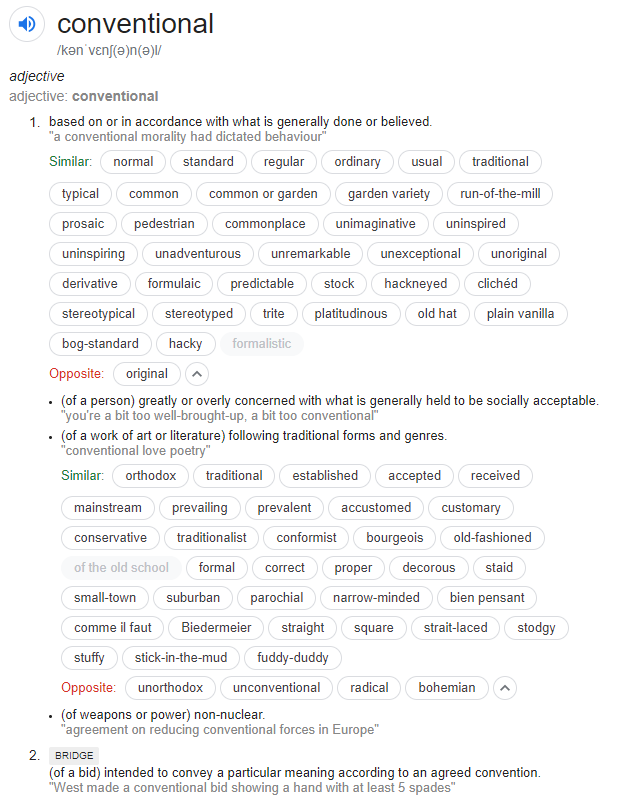 conventional
/kənˈvɛnʃ(ə)n(ə)l/
adjective
adjective: conventional
1. based on or in accordance with what is generally done or believed.
"a conventional morality had dictated behaviour"
Similar: normal standard regular ordinary usual traditional
typical common common or garden garden variety run-of-the-mill
prosaic pedestrian commonplace unimaginative uninspired
uninspiring unadventurous unremarkable unexceptional unoriginal
derivative formulaic predictable stock hackneyed clichéd
stereotypical stereotyped trite platitudinous old hat plain vanilla
bog-standard hacky formalistic
Opposite: original
• (of a person) greatly or overly concerned with what is generally held to be socially acceptable.
"you're a bit too well-brought-up, a bit too conventional"
• (of a work of art or literature) following traditional forms and genres.
"conventional love poetry"
Similar: orthodox traditional established accepted received
mainstream prevailing prevalent accustomed customary
conservative traditionalist conformist bourgeois old-fashioned
of the old school formal correct proper decorous staid
small-town suburban parochial narrow-minded bien pensant
comme il faut Biedermeier straight square strait-laced stodgy
stuffy stick-in-the-mud fuddy-duddy
Opposite: unorthodox unconventional radical bohemian
• (of weapons or power) non-nuclear.
"agreement on reducing conventional forces in Europe"
2. BRIDGE
(of a bid) intended to convey a particular meaning according to an agreed convention.
"West made a conventional bid showing a hand with at least 5 spades"